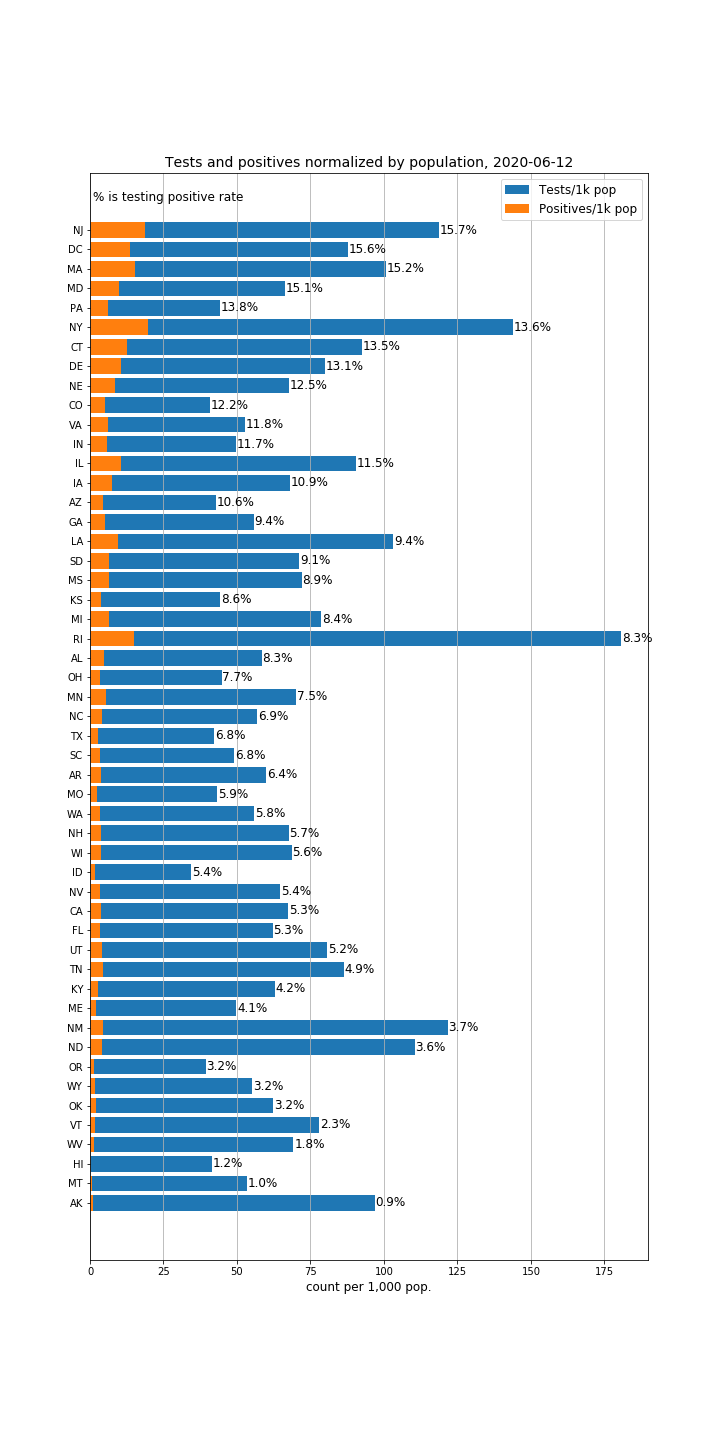 Tests and positives normalized by population, 2020-06-12
% is testing positive rate
Tests/1k pop
Positives/1k pop
NJ 15.7%
DC 15.6%
MA 15.2%
MD 15.1%
PA 13.8%
NY 13.6%
CT 13.5%
DE 13.1%
NE 12.5%
CO 12.2%
VA 11.8%
IN 11.7%
IL 11.5%
IA 10.9%
AZ 10.6%
GA 9.4%
LA 9.4%
SD 9.1%
MS 8.9%
KS 8.6%
MI 8.4%
RI 8.3%
AL 8.3%
OH 7.7%
MN 7.5%
NC 6.9%
TX 6.8%
SC 6.8%
AR 6.4%
MO 5.9%
WA 5.8%
NH 5.7%
WI 5.6%
ID 5.4%
NV 5.4%
CA 5.3%
FL 5.3%
UT 5.2%
TN 4.9%
KY 4.2%
ME 4.1%
NM 3.7%
ND 3.6%
OR 3.2%
WY 3.2%
OK 3.2%
VT 2.3%
WV 1.8%
HI 1.2%
MT 1.0%
AK 0.9%
0 25 50 75 100 125 150 175
count per 1,000 pop.